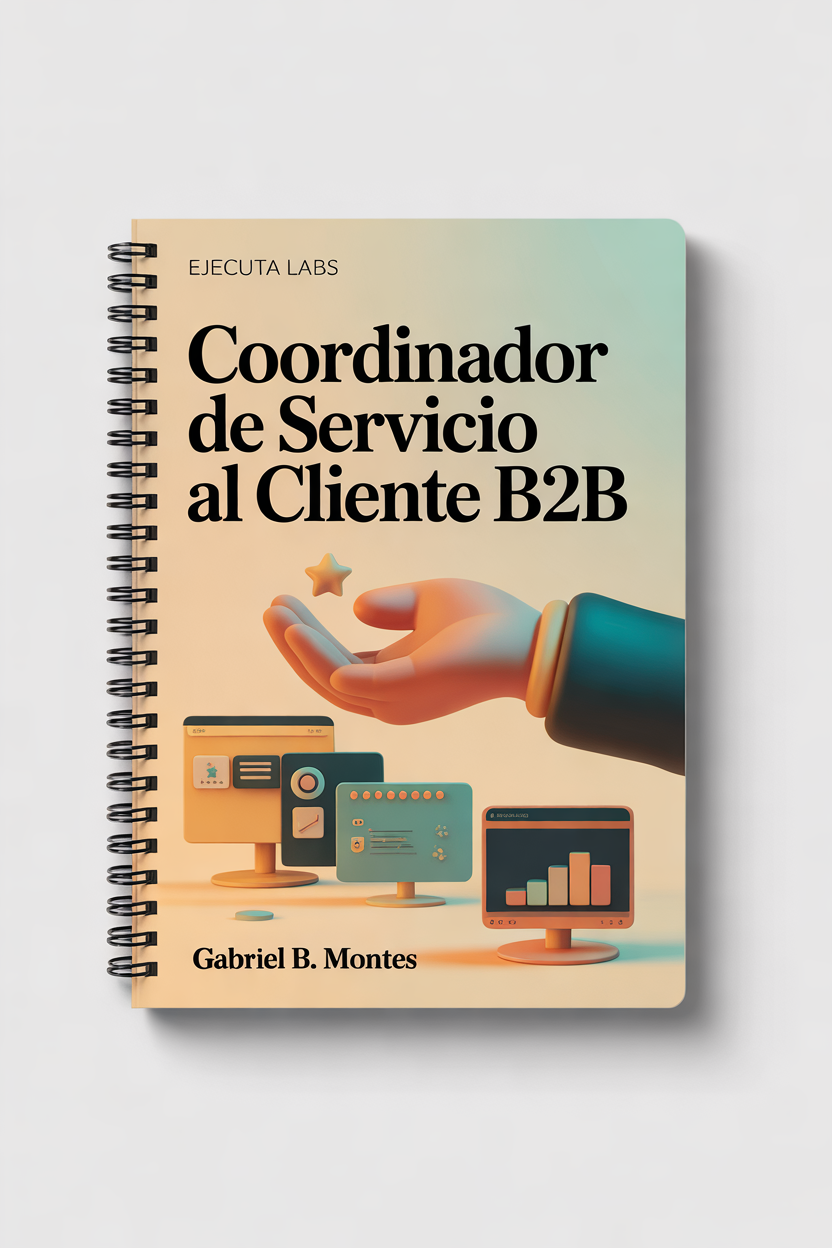 EJECUTA LABS
Coordinador
de Servicio
al Cliente B2B
Gabriel B. Montes